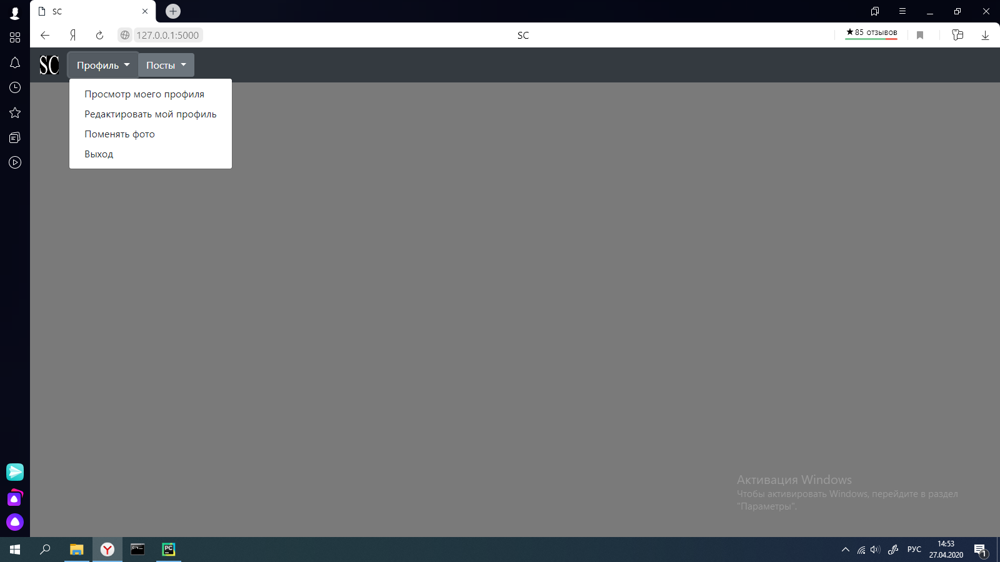 SC
127.0.0.1:5000
SC
★85 отзывов
SC
Профиль
Посты
Просмотр моего профиля
Редактировать мой профиль
Поменять фото
Выход
Активация Windows
Чтобы активировать Windows, перейдите в раздел
"Параметры".
PC
РУС
14:53
27.04.2020
1